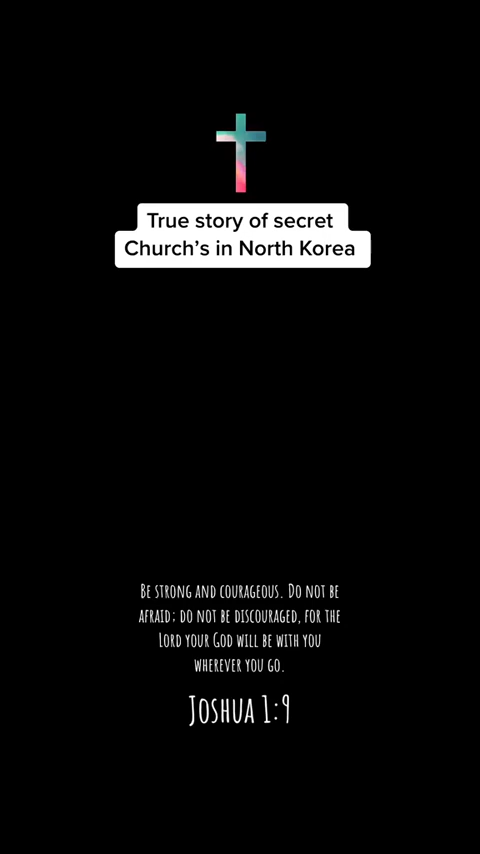 True story of secret
Church's in North Korea
Be strong and courageous. Do not be
afraid; do not be discouraged, for the
Lord your God will be with you
wherever you go.
Joshua 1:9